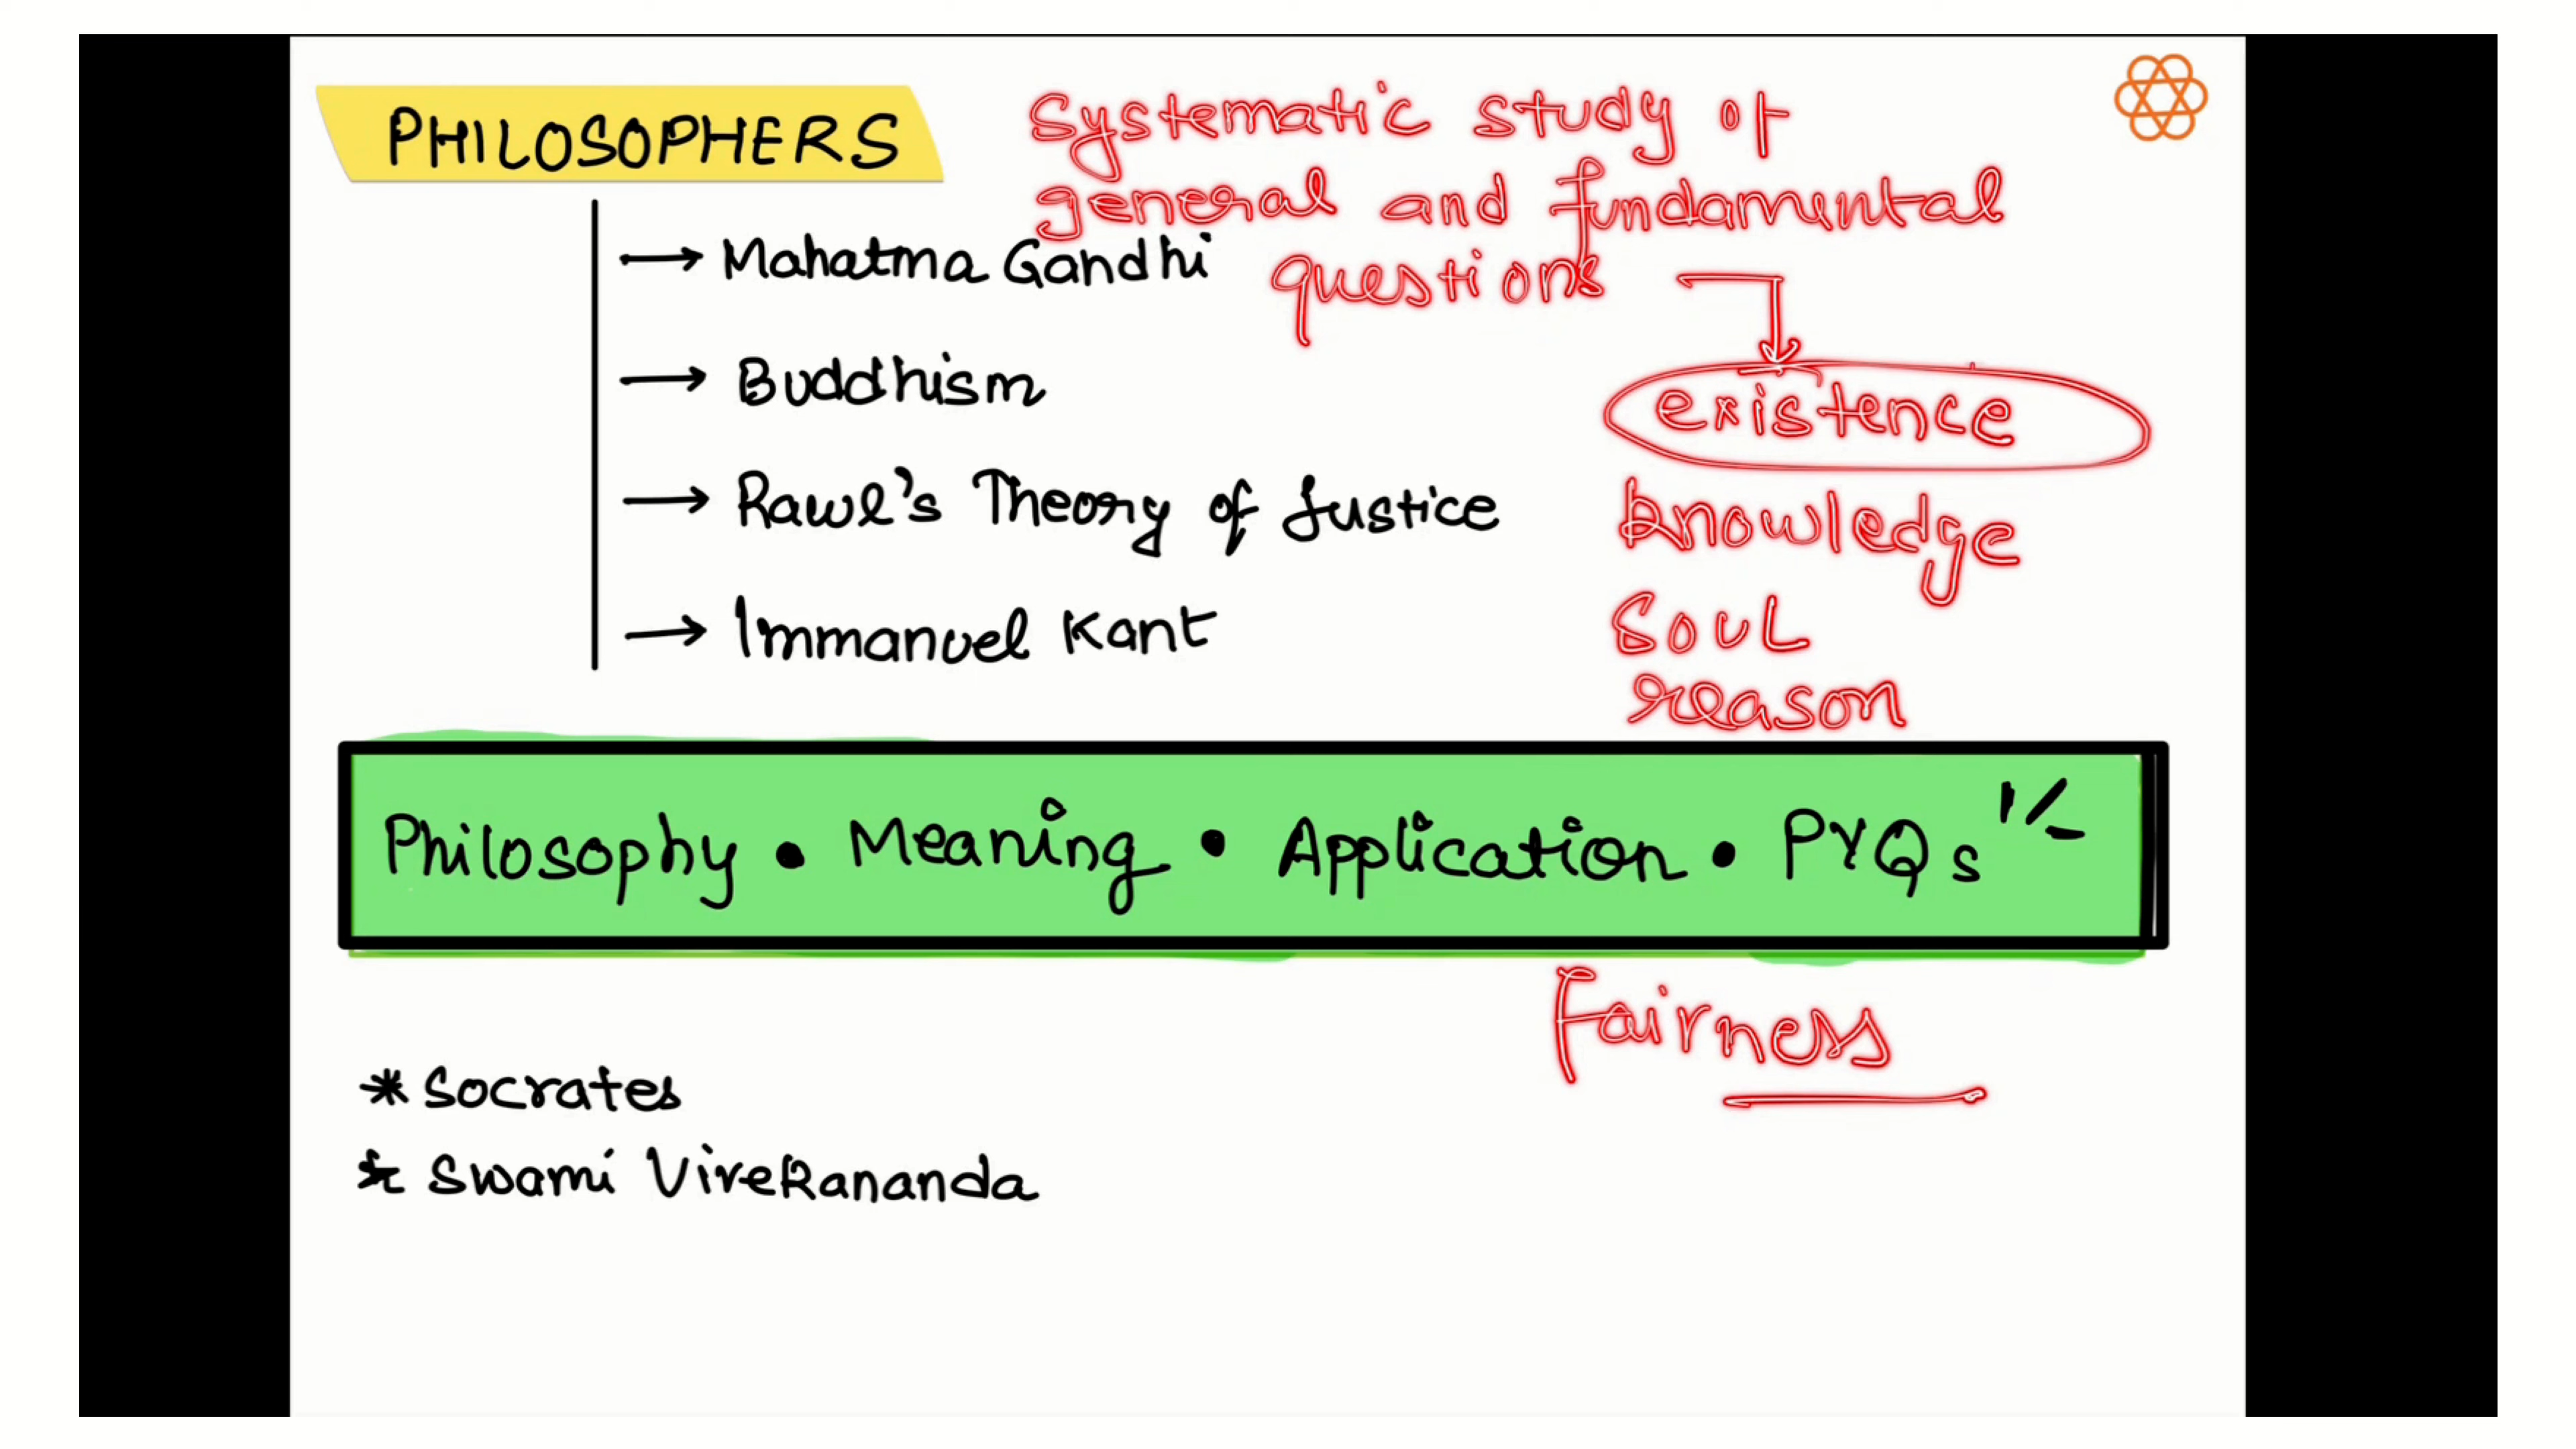 PHILOSOPHERS
Systematic study of
general and fundamental
questions
→ Mahatma Gandhi
→ Buddhism
→ Rawl's Theory of Justice
→ Immanuel Kant
existence
knowledge
Soul
reason
Philosophy • Meaning • Application • PYQs
Fairness
* Socrates
* Swami Vivekananda